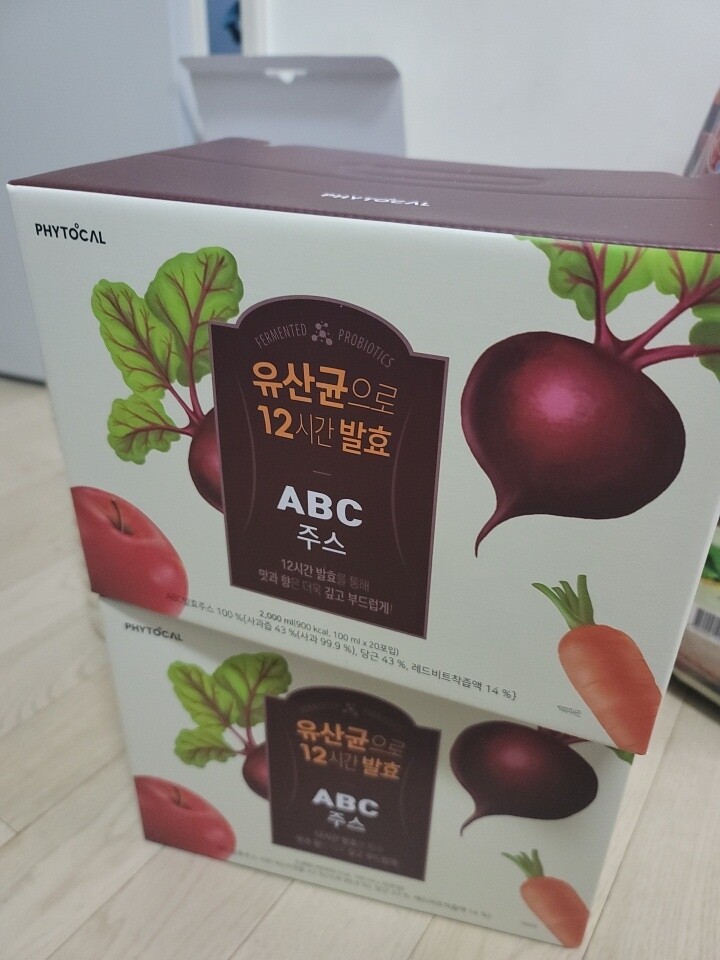 PHYTOCAL
PHYTOCAL
FERMENTED PROBIOTICS
유산균으로
12시간 발효
ABC
주스
12시간 발효를 통해
맛과 향은 더욱 깊고 부드럽게!
2,000 ml(900 kcal, 100 ml x 20포입)
ABC발효주스 100 %{사과즙 43 %(사과 99.9 %), 당근 43 %, 레드비트착즙액 14 %}
PHYTOCAL
유산균으로
12시간 발효
ABC
주스